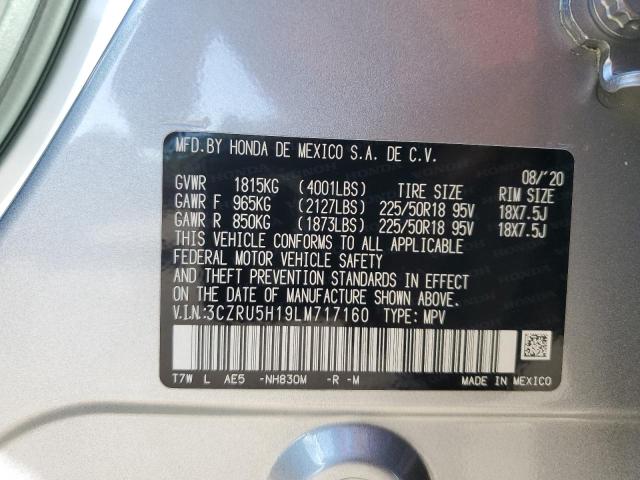 MFD.BY HONDA DE MEXICO S.A. DE C.V.
08/'20
GVWR 1815KG (4001LBS) TIRE SIZE RIM SIZE
GAWR F 965KG (2127LBS) 225/50R18 95V 18X7.5J
GAWR R 850KG (1873LBS) 225/50R18 95V 18X7.5J
THIS VEHICLE CONFORMS TO ALL APPLICABLE
FEDERAL MOTOR VEHICLE SAFETY
AND THEFT PREVENTION STANDARDS IN EFFECT
ON THE DATE OF MANUFACTURE SHOWN ABOVE.
V.I.N:3CZRU5H19LM717160 TYPE: MPV
T7W L AE5 -NH830M -R -M MADE IN MEXICO